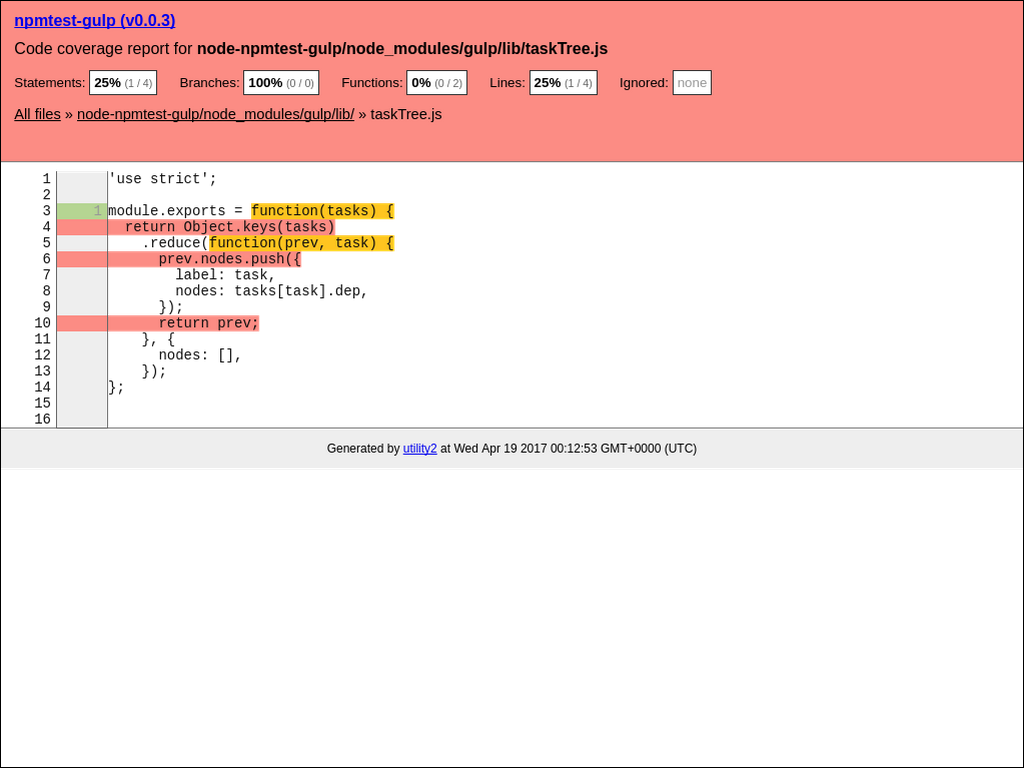 npmtest-gulp (v0.0.3)
Code coverage report for node-npmtest-gulp/node_modules/gulp/lib/taskTree.js
Statements: 25% (1 / 4) Branches: 100% (0 / 0) Functions: 0% (0 / 2) Lines: 25% (1 / 4) Ignored: none
All files » node-npmtest-gulp/node_modules/gulp/lib/ » taskTree.js
1 'use strict';
2
3 1 module.exports = function(tasks) {
4   return Object.keys(tasks)
5     .reduce(function(prev, task) {
6       prev.nodes.push({
7         label: task,
8         nodes: tasks[task].dep,
9       });
10       return prev;
11     }, {
12       nodes: [],
13     });
14 };
15
16
Generated by utility2 at Wed Apr 19 2017 00:12:53 GMT+0000 (UTC)